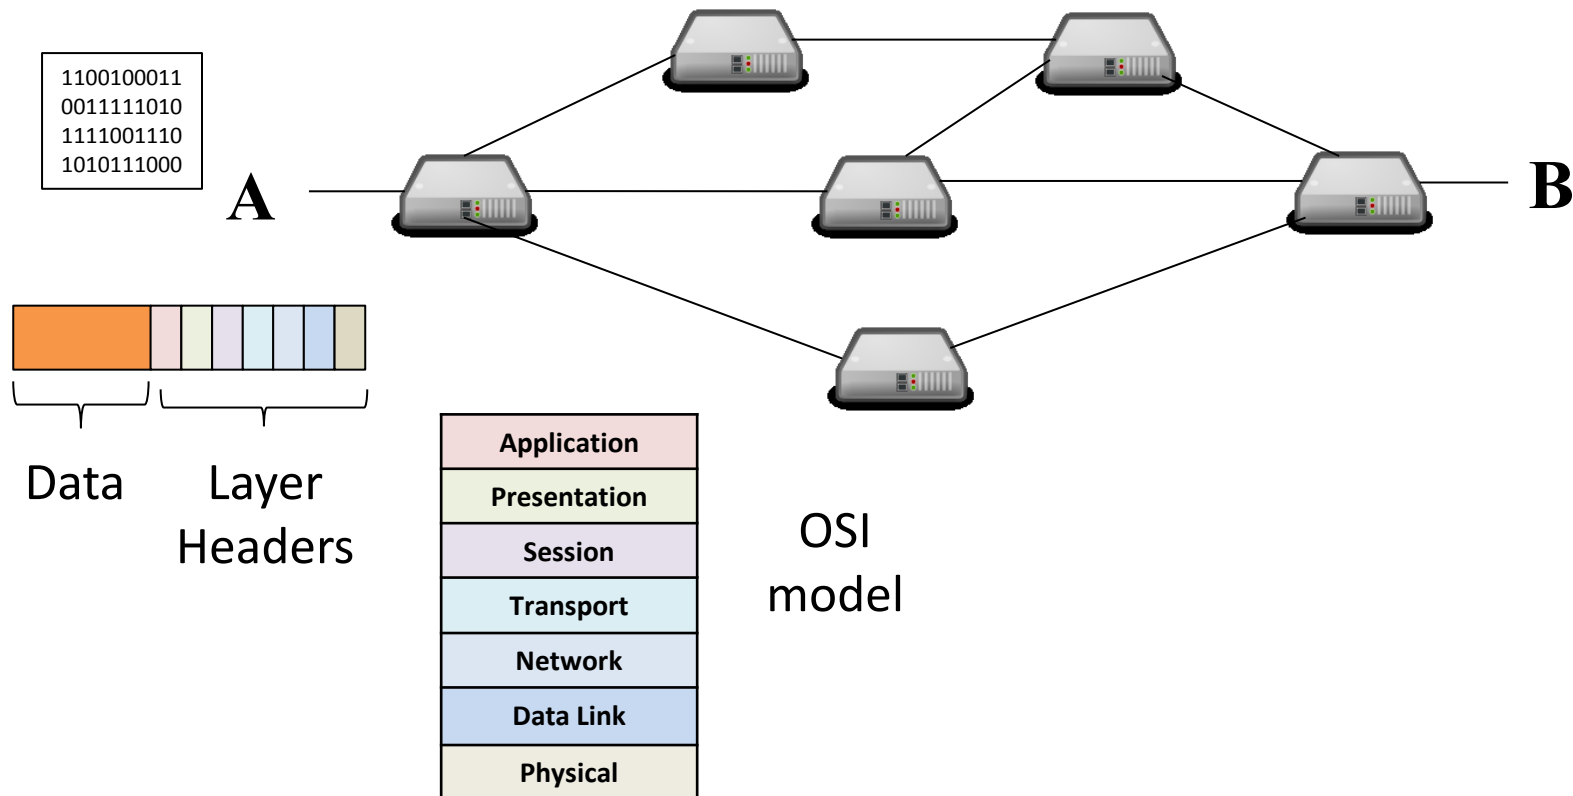 1100100011
0011111010
1111001110
1010111000
A
B
Data
Layer
Headers
Application
Presentation
Session
Transport
Network
Data Link
Physical
OSI
model